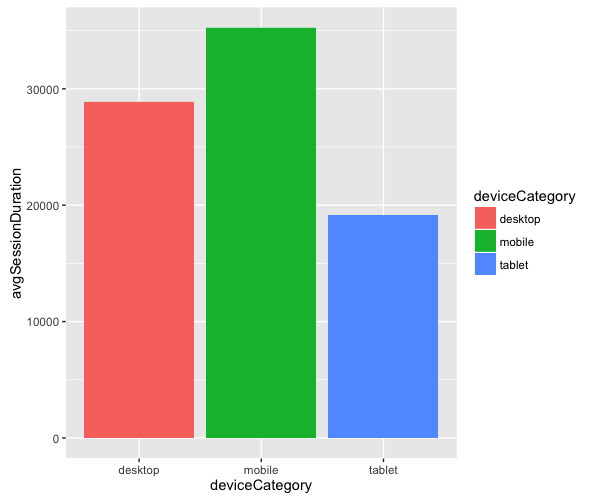 avgSessionDuration
30000
20000
10000
0
desktop
mobile
tablet
deviceCategory
deviceCategory
desktop
mobile
tablet